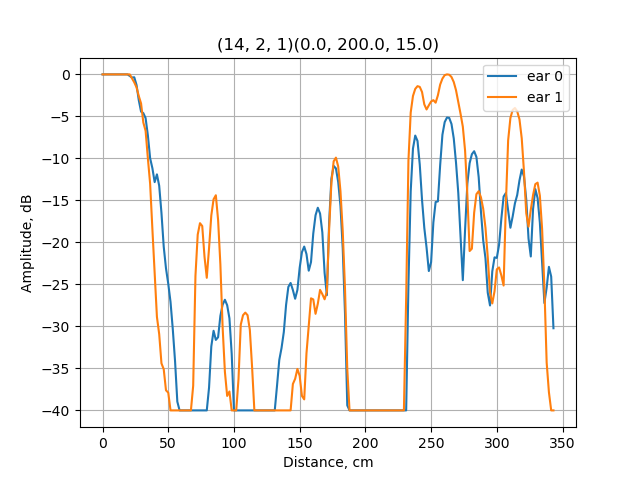 (14, 2, 1)(0.0, 200.0, 15.0)
ear 0
ear 1
Amplitude, dB
0
−5
−10
−15
−20
−25
−30
−35
−40
0 50 100 150 200 250 300 350
Distance, cm